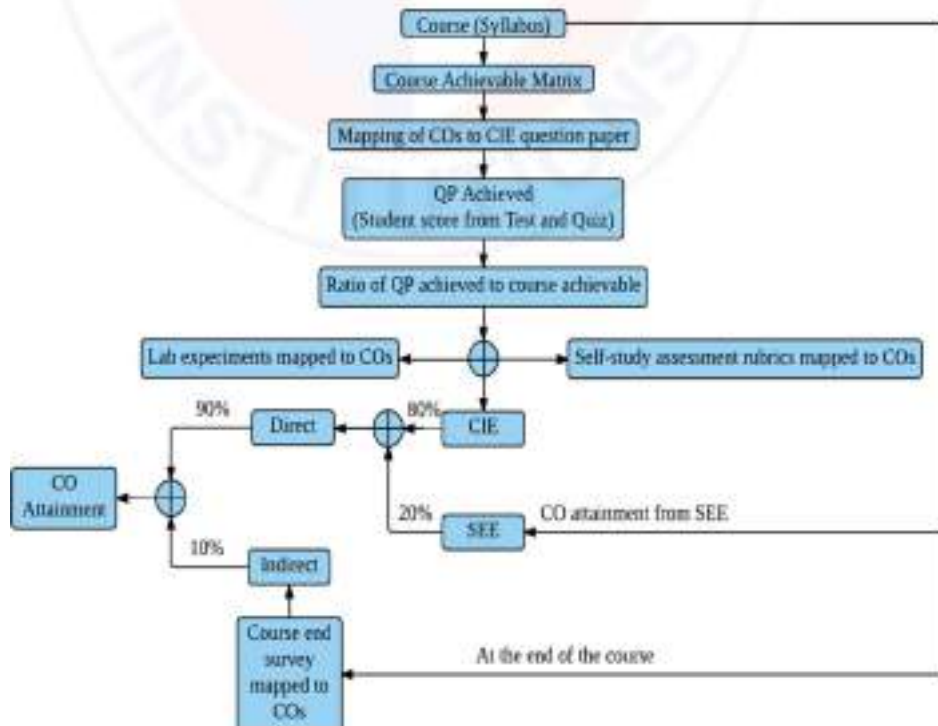 Course (Syllabus)
Course Achievable Matrix
Mapping of COs to CIE question paper
QP Achieved
(Student score from Test and Quiz)
Ratio of QP achieved to course achievable
Lab experiments mapped to COs
Self-study assessment rubrics mapped to COs
90%
Direct
80%
CIE
CO
Attainment
20%
SEE
CO attainment from SEE
10%
Indirect
Course end
survey
mapped to
COs
At the end of the course